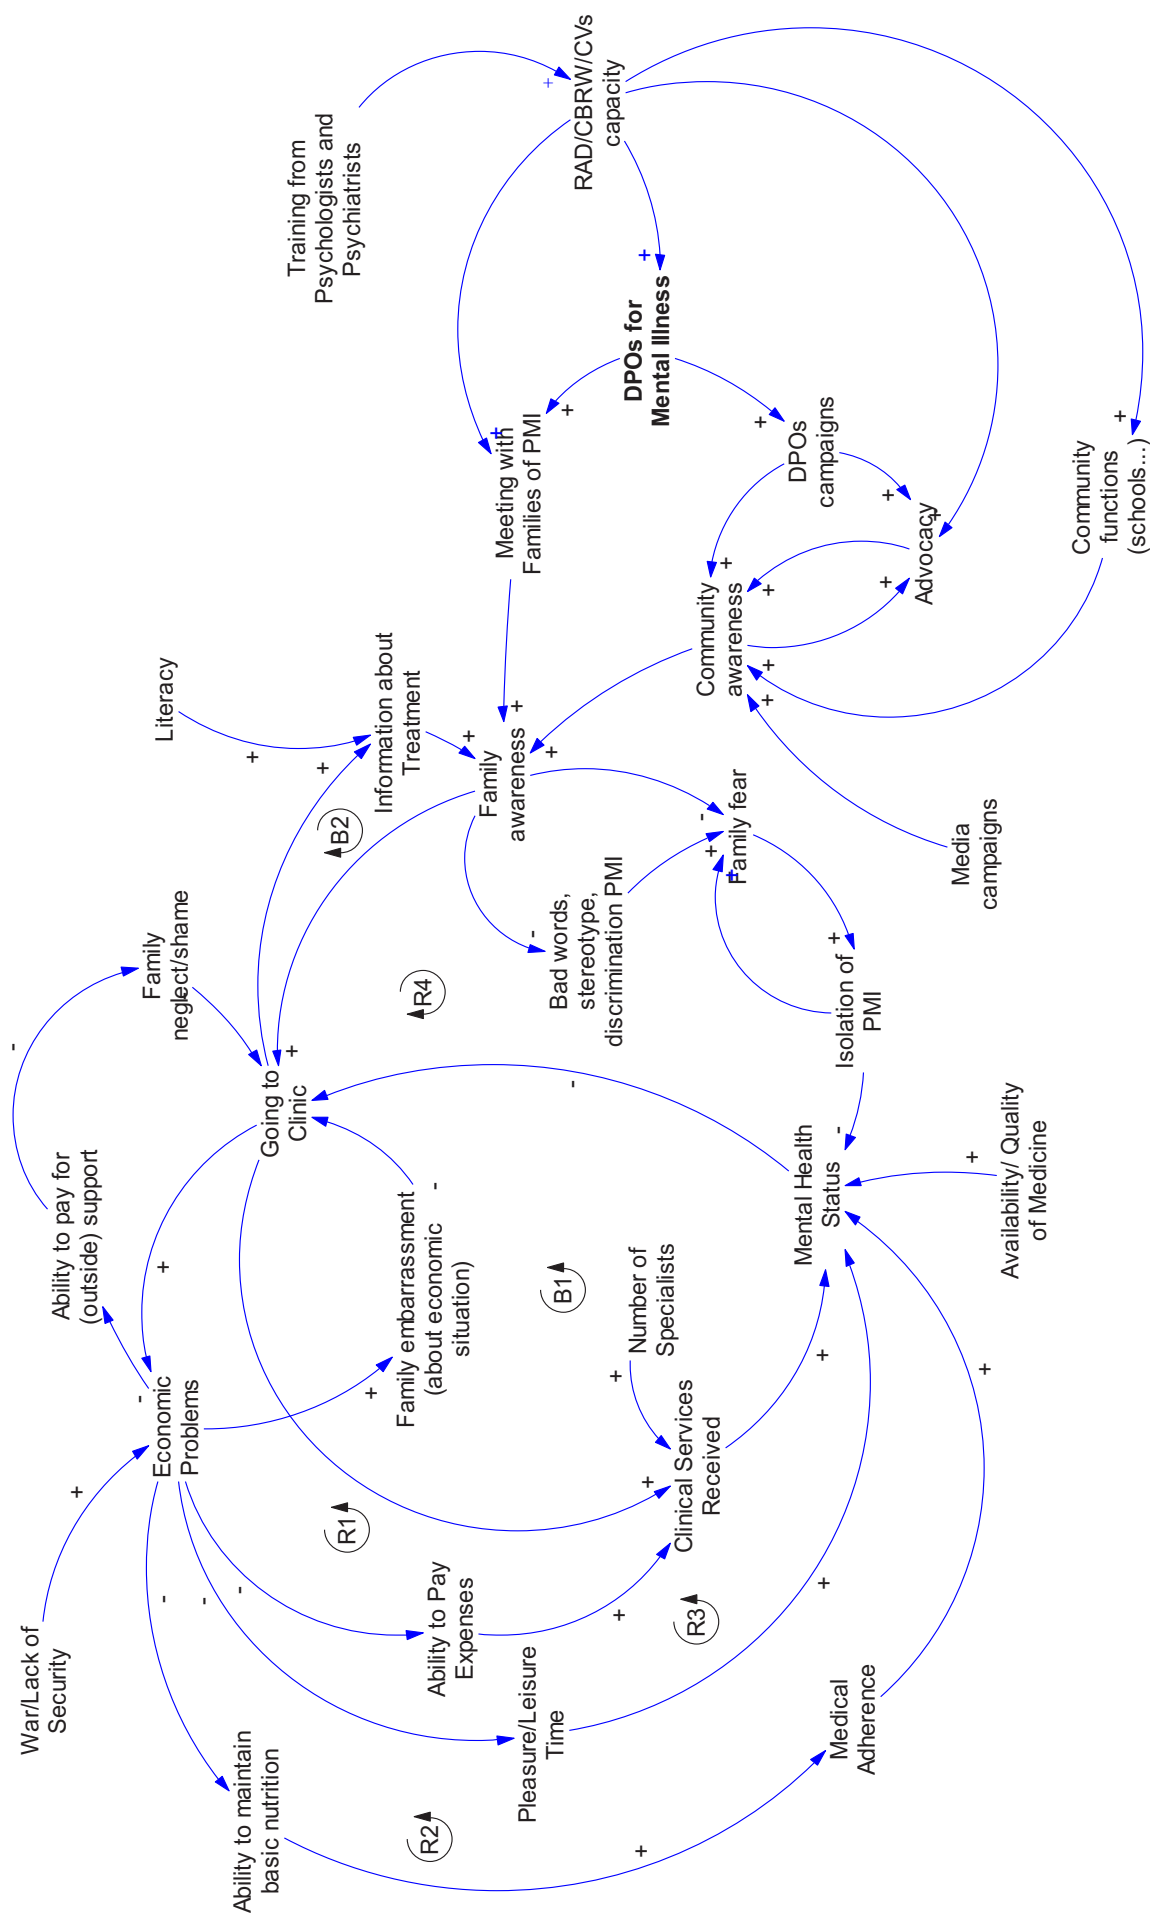 War/Lack of
Security
Ability to pay for
(outside) support
Family
neglect/shame
Literacy
Economic
Problems
Ability to maintain
basic nutrition
Going to
Clinic
Training from
Psychologists and
Psychiatrists
R1
B2
Information about
Treatment
Family embarrassment
(about economic
situation)
R2
R4
Ability to Pay
Expenses
Family
awareness
Meeting with
Families of PMI
Pleasure/Leisure
Time
B1
Bad words,
stereotype,
discrimination PMI
RAD/CBRW/CVs
capacity
Number of
Specialists
DPOs for
Mental Illness
Clinical Services
Received
R3
Family fear
Community
awareness
DPOs
campaigns
Mental Health
Status
Isolation of
PMI
Medical
Adherence
Advocacy
Media
campaigns
Availability/ Quality
of Medicine
Community
functions
(schools...)